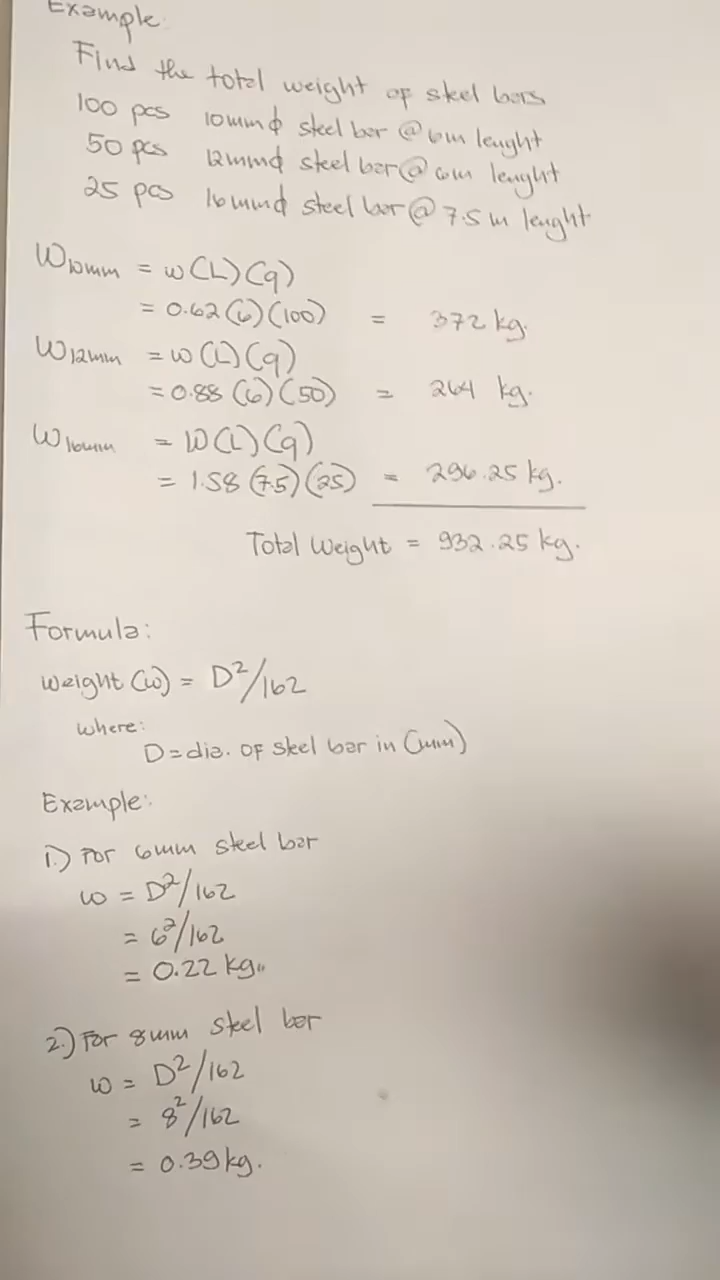 Example:
Find the total weight of steel bars
100 pcs 10mmϕ steel bar @ 6m lenght
50 pcs 12mmϕ steel bar @ 6m lenght
25 pcs 16mmϕ steel bar @ 7.5m lenght
W10mm = w(L)(q)
= 0.62(6)(100) = 372 kg.
W12mm = w(L)(q)
= 0.88(6)(50) = 264 kg.
W16mm = w(L)(q)
= 1.58(7.5)(25) = 296.25 kg.
Total Weight = 932.25 kg.
Formula:
weight (w) = D²/162
where:
D = dia. of steel bar in (mm)
Example:
1.) For 6mm steel bar
w = D²/162
= 6²/162
= 0.22 kg,,
2.) For 8mm steel bar
w = D²/162
= 8²/162
= 0.39 kg.